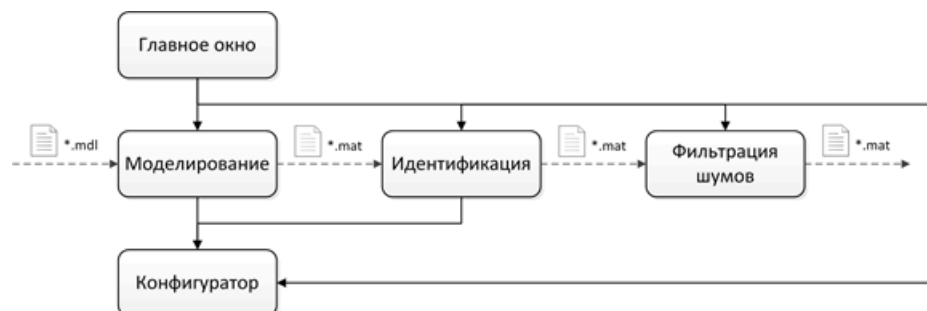 Главное окно
*.mdl
Моделирование
*.mat
Идентификация
*.mat
Фильтрация
шумов
*.mat
Конфигуратор